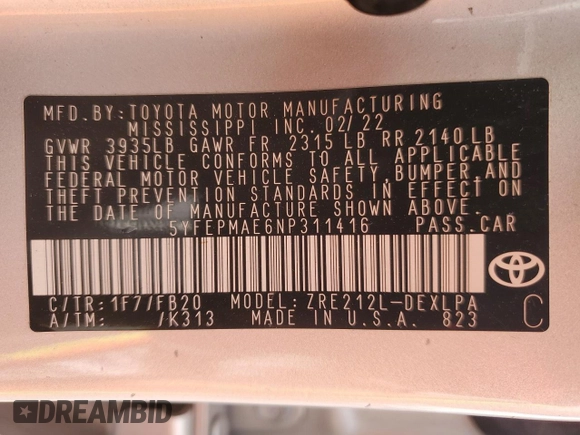 MFD.BY:TOYOTA MOTOR MANUFACTURING
MISSISSIPPI INC. 02/22
GVWR 3935LB GAWR FR 2315 LB RR 2140 LB
THIS VEHICLE CONFORMS TO ALL APPLICABLE
FEDERAL MOTOR VEHICLE SAFETY, BUMPER, AND
THEFT PREVENTION STANDARDS IN EFFECT ON
THE DATE OF MANUFACTURE SHOWN ABOVE.
5YFEPMAE6NP311416 PASS.CAR
C/TR:1F7/FB20 MODEL: ZRE212L-DEXLPA
A/TM: /K313 MADE IN U.S.A. 823 C
DREAMBID